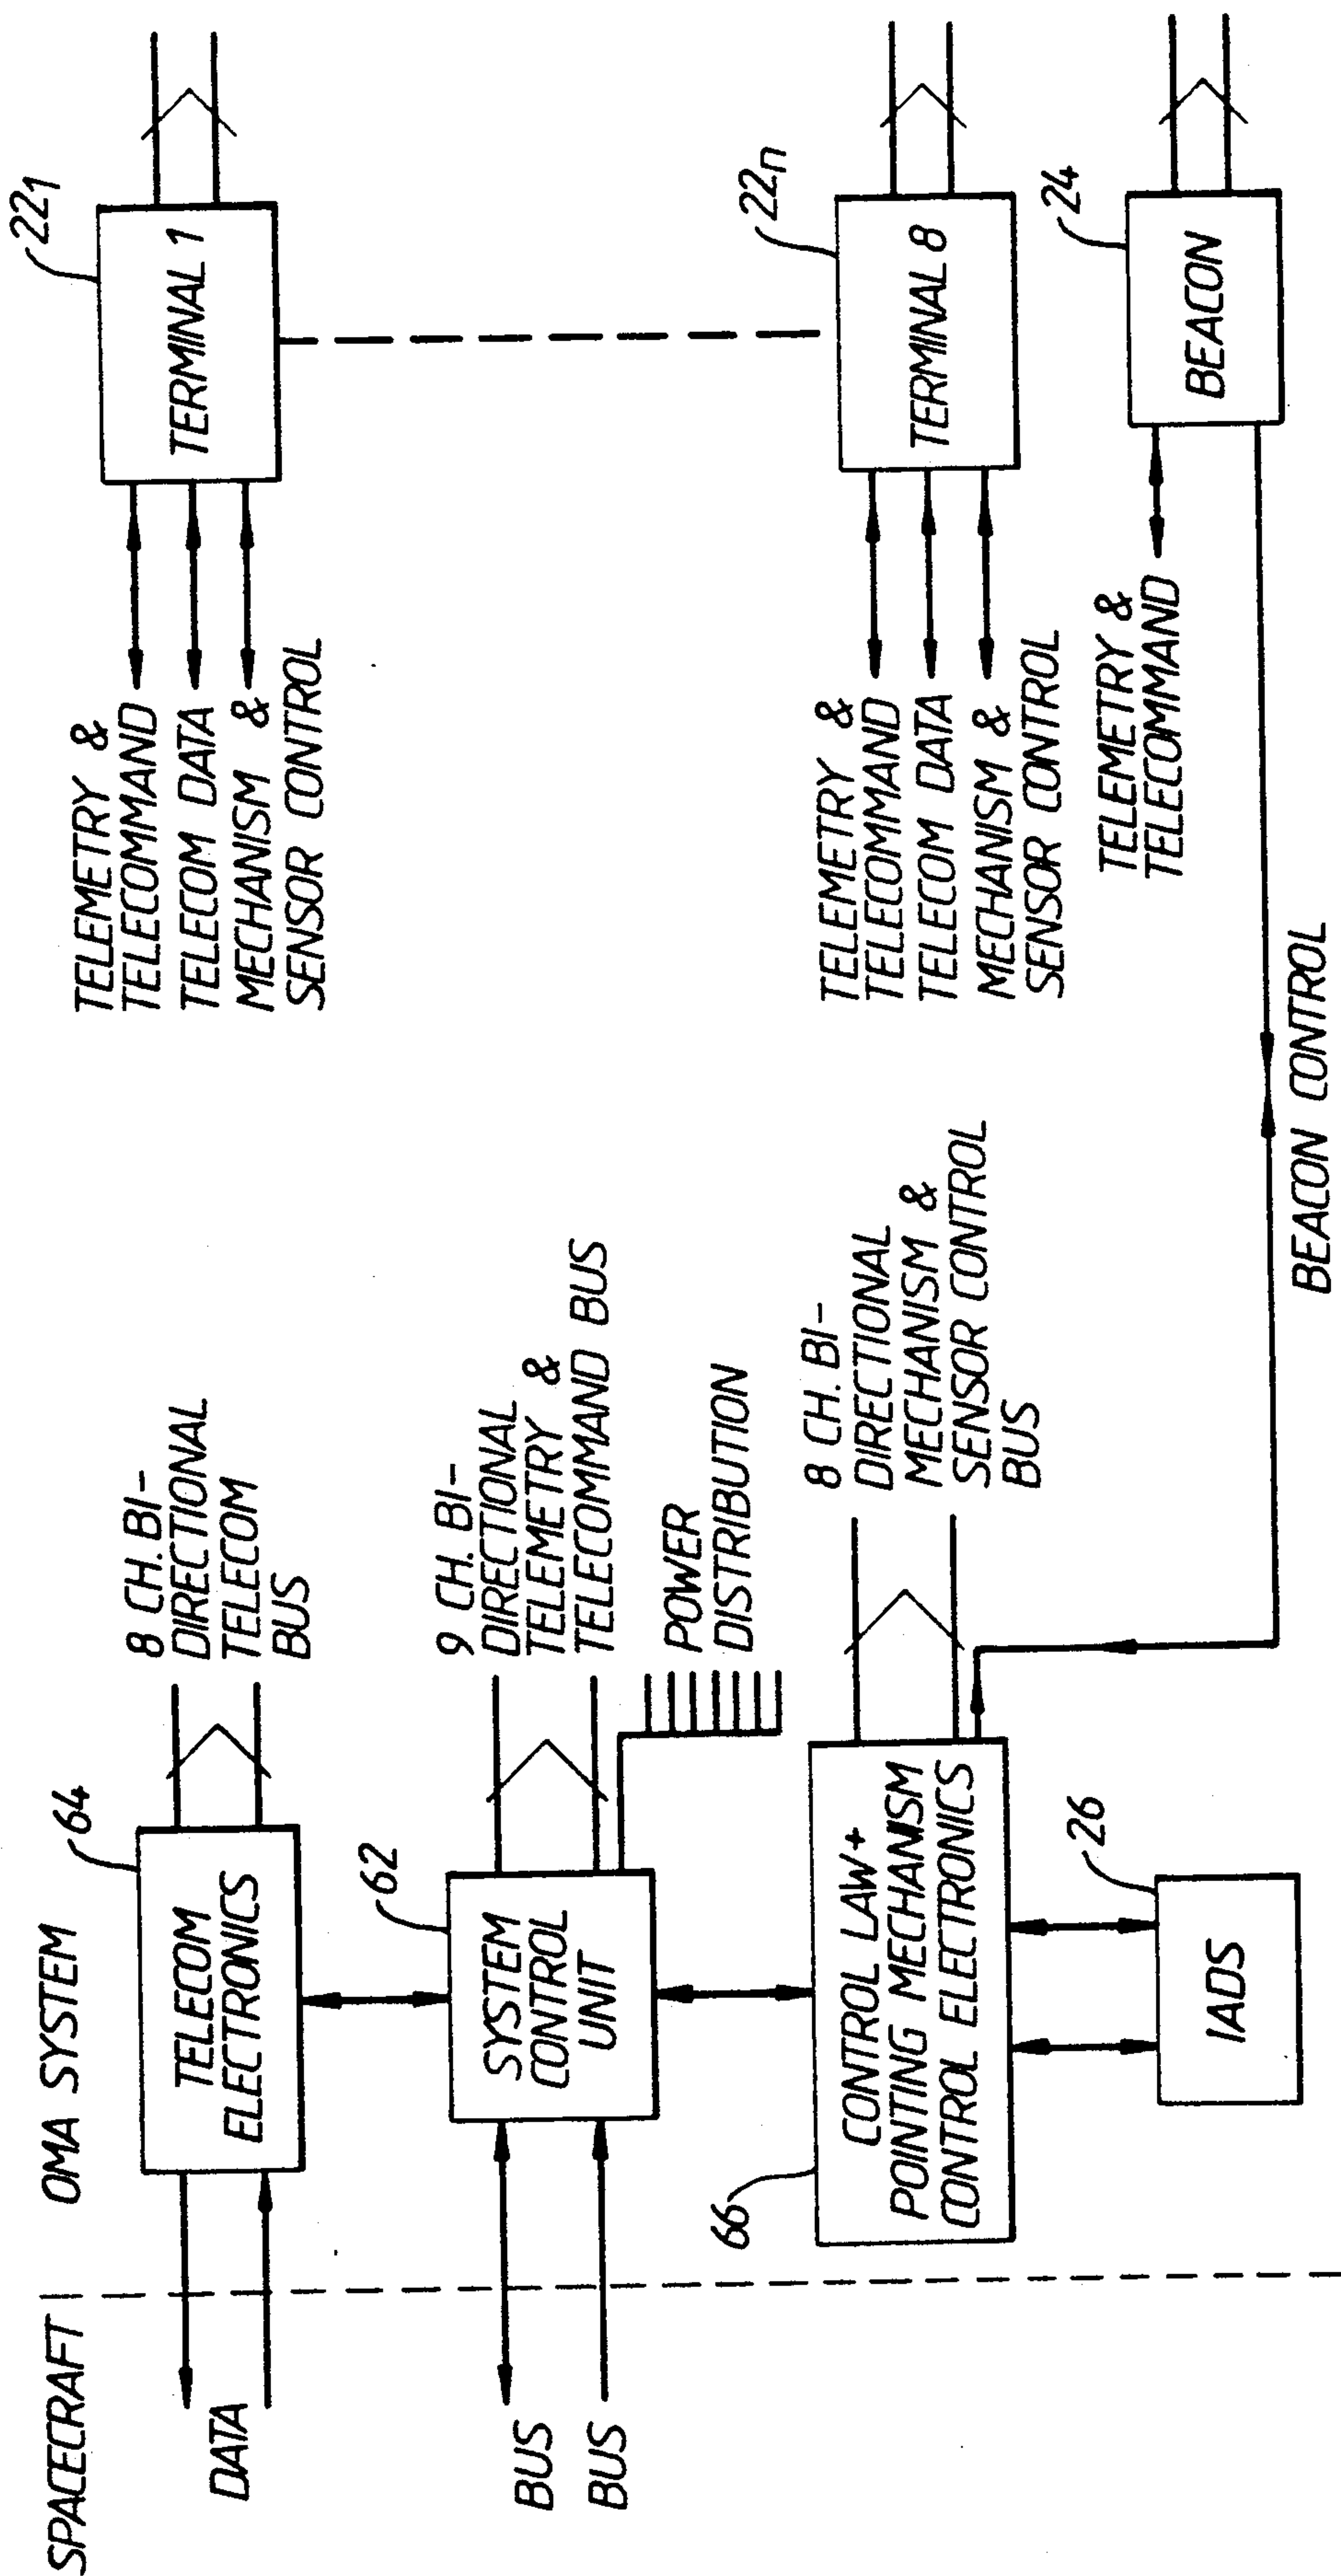 SPACECRAFT
OMA SYSTEM
DATA
TELECOM
ELECTRONICS
64
8 CH. BI-
DIRECTIONAL
TELECOM
BUS
BUS
BUS
SYSTEM
CONTROL
UNIT
62
9 CH. BI-
DIRECTIONAL
TELEMETRY &
TELECOMMAND BUS
POWER
DISTRIBUTION
66
CONTROL LAW+
POINTING MECHANISM
CONTROL ELECTRONICS
8 CH. BI-
DIRECTIONAL
MECHANISM &
SENSOR CONTROL
BUS
IADS
26
BEACON CONTROL
TELEMETRY &
TELECOMMAND
TELECOM DATA
MECHANISM &
SENSOR CONTROL
TERMINAL 1
221
TELEMETRY &
TELECOMMAND
TELECOM DATA
MECHANISM &
SENSOR CONTROL
TERMINAL 8
22n
TELEMETRY &
TELECOMMAND
BEACON
24